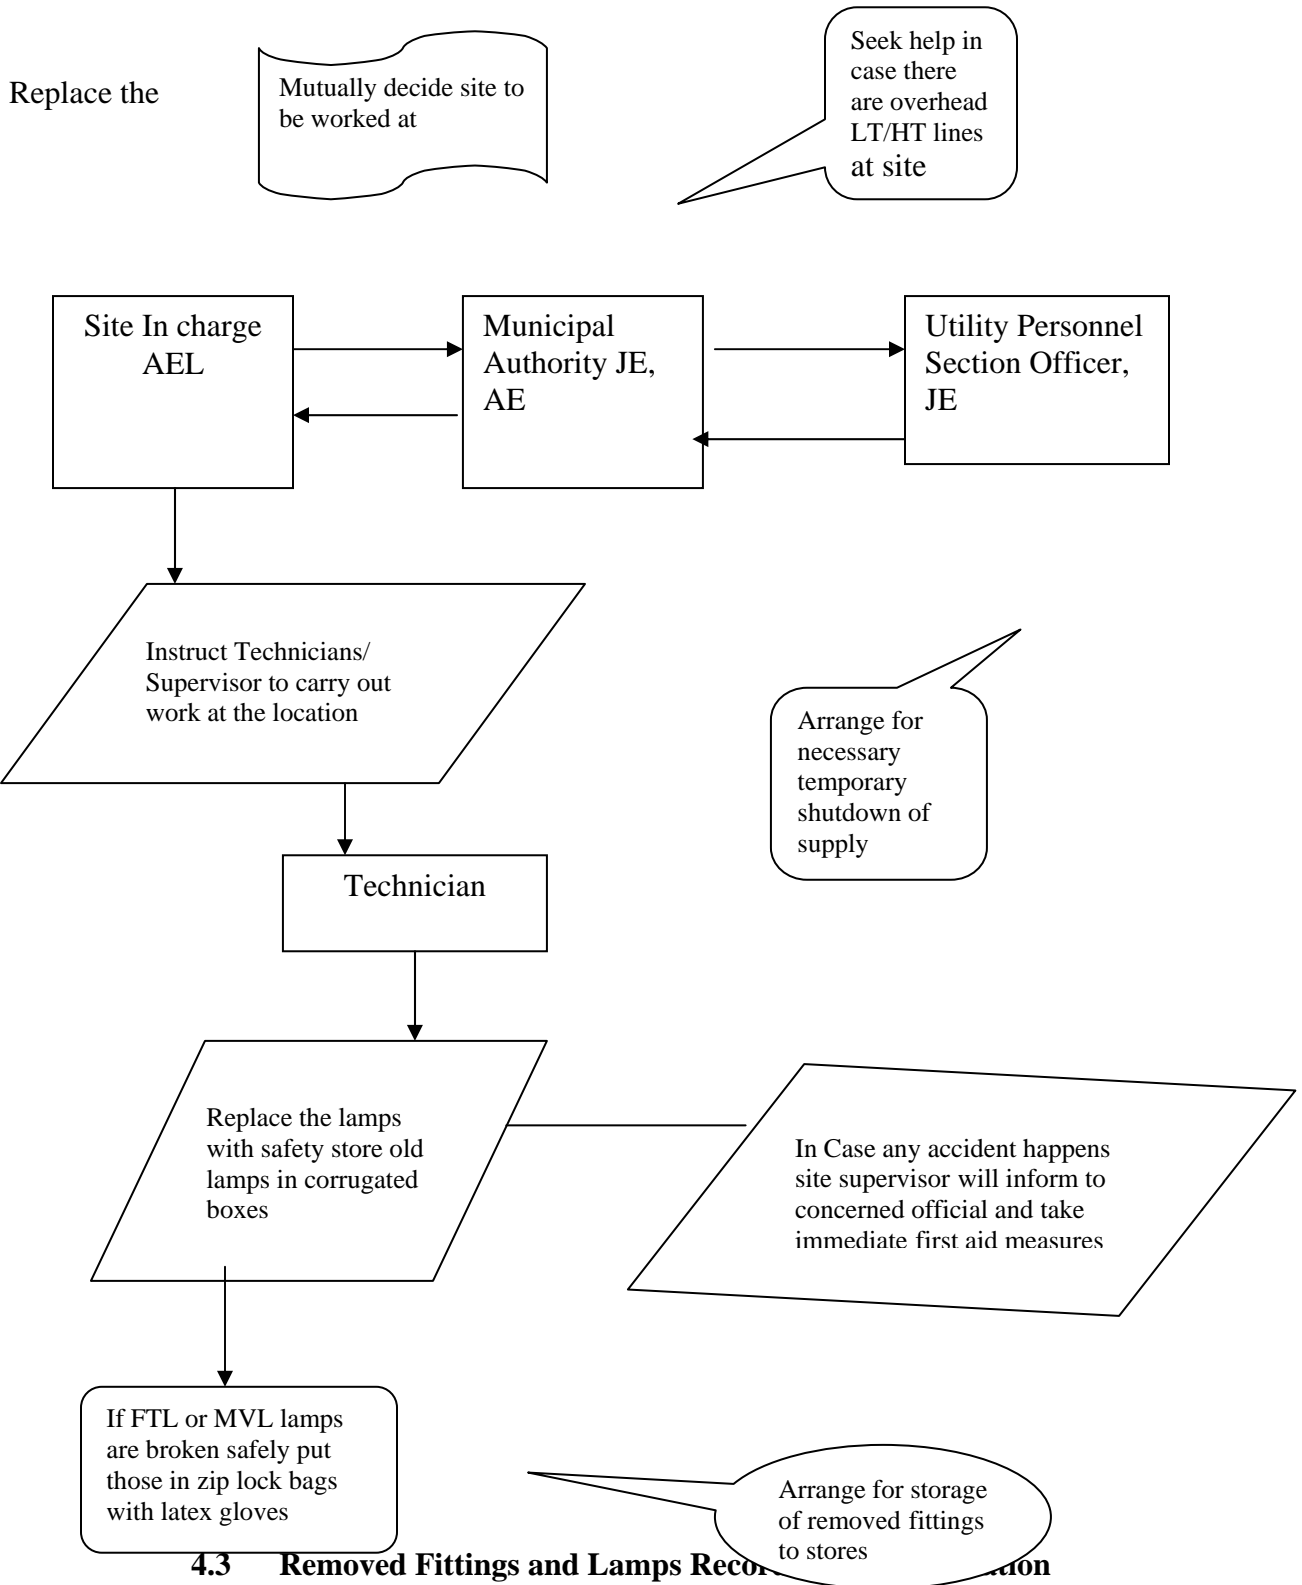 Replace the
Mutually decide site to
be worked at
Seek help in
case there
are overhead
LT/HT lines
at site
Site In charge
AEL
Municipal
Authority JE,
AE
Utility Personnel
Section Officer,
JE
Instruct Technicians/
Supervisor to carry out
work at the location
Arrange for
necessary
temporary
shutdown of
supply
Technician
Replace the lamps
with safety store old
lamps in corrugated
boxes
In Case any accident happens
site supervisor will inform to
concerned official and take
immediate first aid measures
If FTL or MVL lamps
are broken safely put
those in zip lock bags
with latex gloves
Arrange for storage
of removed fittings
to stores
4.3 Removed Fittings and Lamps